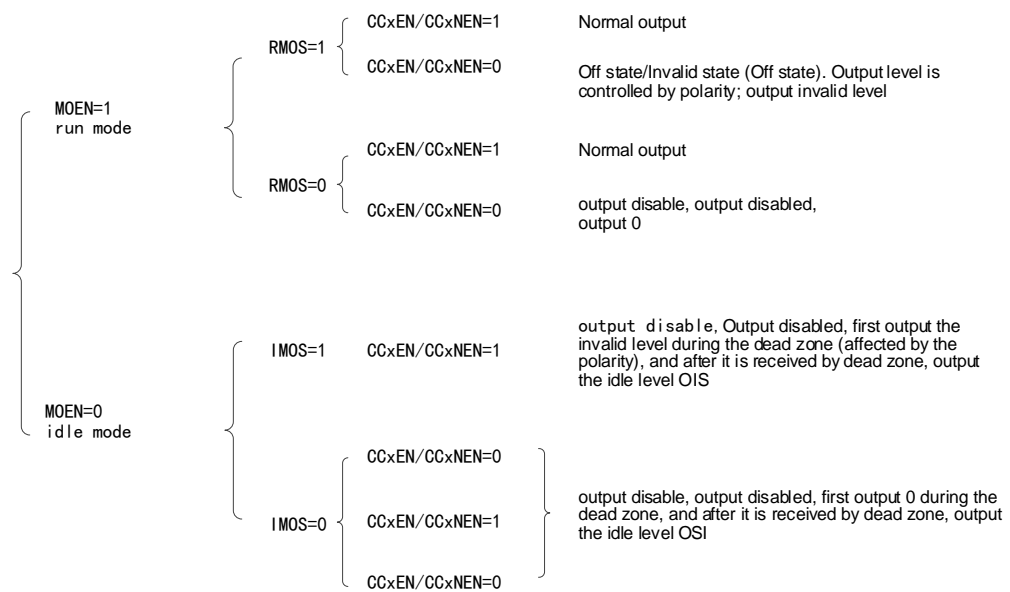 RMOS=1
CCxEN/CCxNEN=1
Normal output
CCxEN/CCxNEN=0
Off state/Invalid state (Off state). Output level is
controlled by polarity; output invalid level
MOEN=1
run mode
RMOS=0
CCxEN/CCxNEN=1
Normal output
CCxEN/CCxNEN=0
output disable, output disabled,
output 0
IMOS=1
CCxEN/CCxNEN=1
output disable, Output disabled, first output the
invalid level during the dead zone (affected by the
polarity), and after it is received by dead zone, output
the idle level OIS
MOEN=0
idle mode
IMOS=0
CCxEN/CCxNEN=0
CCxEN/CCxNEN=1
CCxEN/CCxNEN=0
output disable, output disabled, first output 0 during the
dead zone, and after it is received by dead zone, output
the idle level OSI